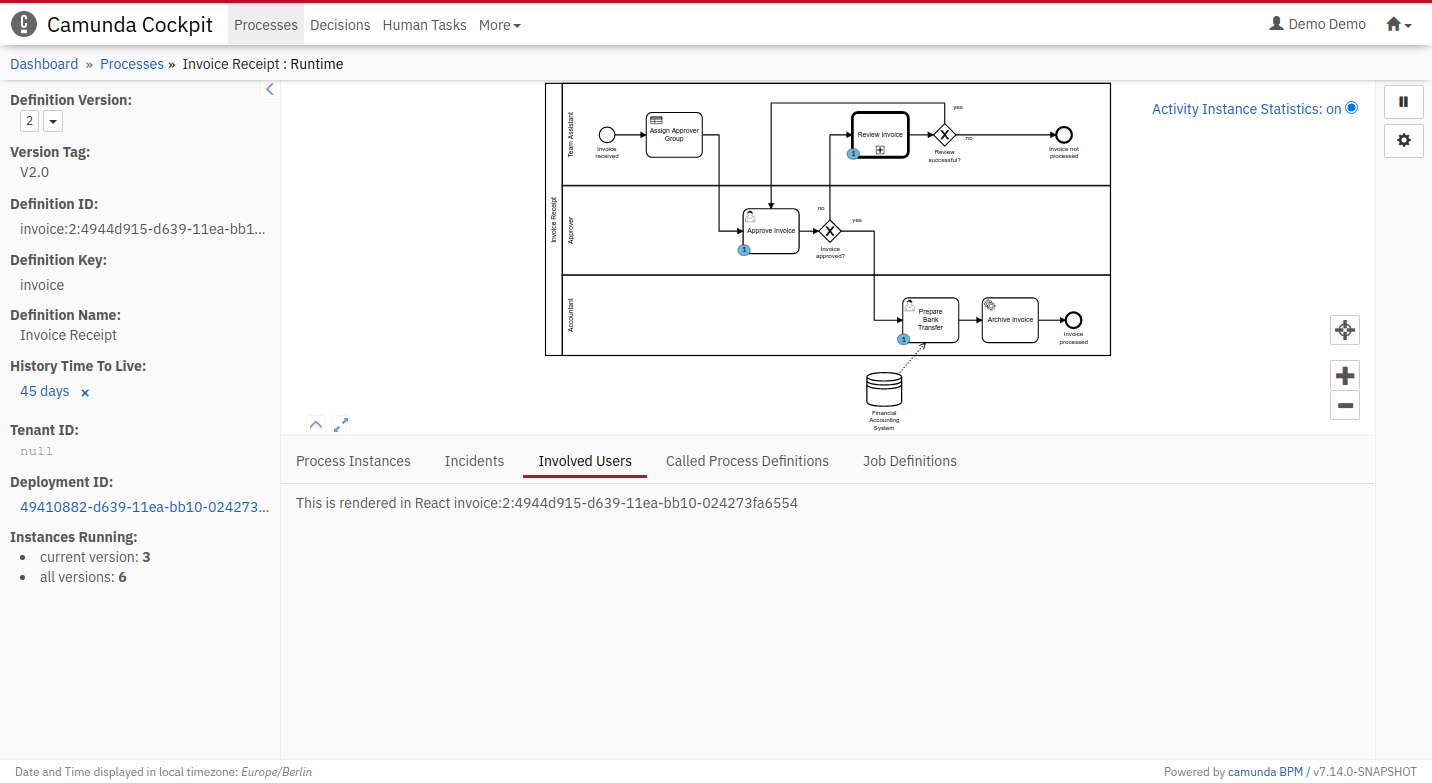 Camunda Cockpit
Processes
Decisions
Human Tasks
More
Demo Demo
Dashboard » Processes » Invoice Receipt : Runtime
Definition Version:
2
Version Tag:
V2.0
Definition ID:
invoice:2:4944d915-d639-11ea-bb1...
Definition Key:
invoice
Definition Name:
Invoice Receipt
History Time To Live:
45 days ×
Tenant ID:
null
Deployment ID:
49410882-d639-11ea-bb10-024273...
Instances Running:
current version: 3
all versions: 6
Activity Instance Statistics: on
Invoice Receipt
Team Assistant
Invoice
received
Assign Approver
Group
Review Invoice
1
yes
no
Review
successful?
Invoice not
processed
Approver
Approve Invoice
1
no
yes
Invoice
approved?
Accountant
Prepare
Bank
Transfer
1
Archive Invoice
Invoice
processed
Financial
Accounting
System
Process Instances
Incidents
Involved Users
Called Process Definitions
Job Definitions
This is rendered in React invoice:2:4944d915-d639-11ea-bb10-024273fa6554
Date and Time displayed in local timezone: Europe/Berlin
Powered by camunda BPM / v7.14.0-SNAPSHOT